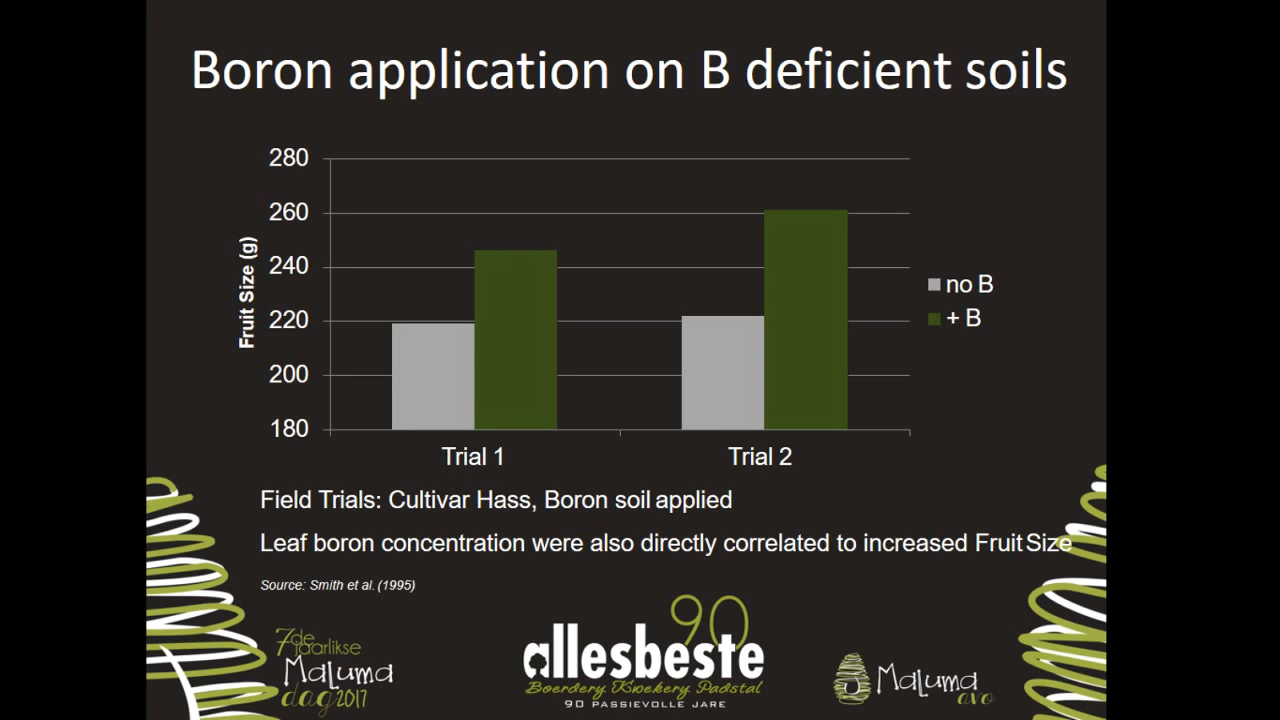 Boron application on B deficient soils
280
260
240
220
200
180
Fruit Size (g)
Trial 1
Trial 2
no B
+ B
Field Trials: Cultivar Hass, Boron soil applied
Leaf boron concentration were also directly correlated to increased Fruit Size
Source: Smith et al. (1995)
7de
jaarlikse
Maluma
dag 2017
90
allesbeste
Boerdery Kwekery Padstal
90 PASSIEVOLLE JARE
Maluma
avo